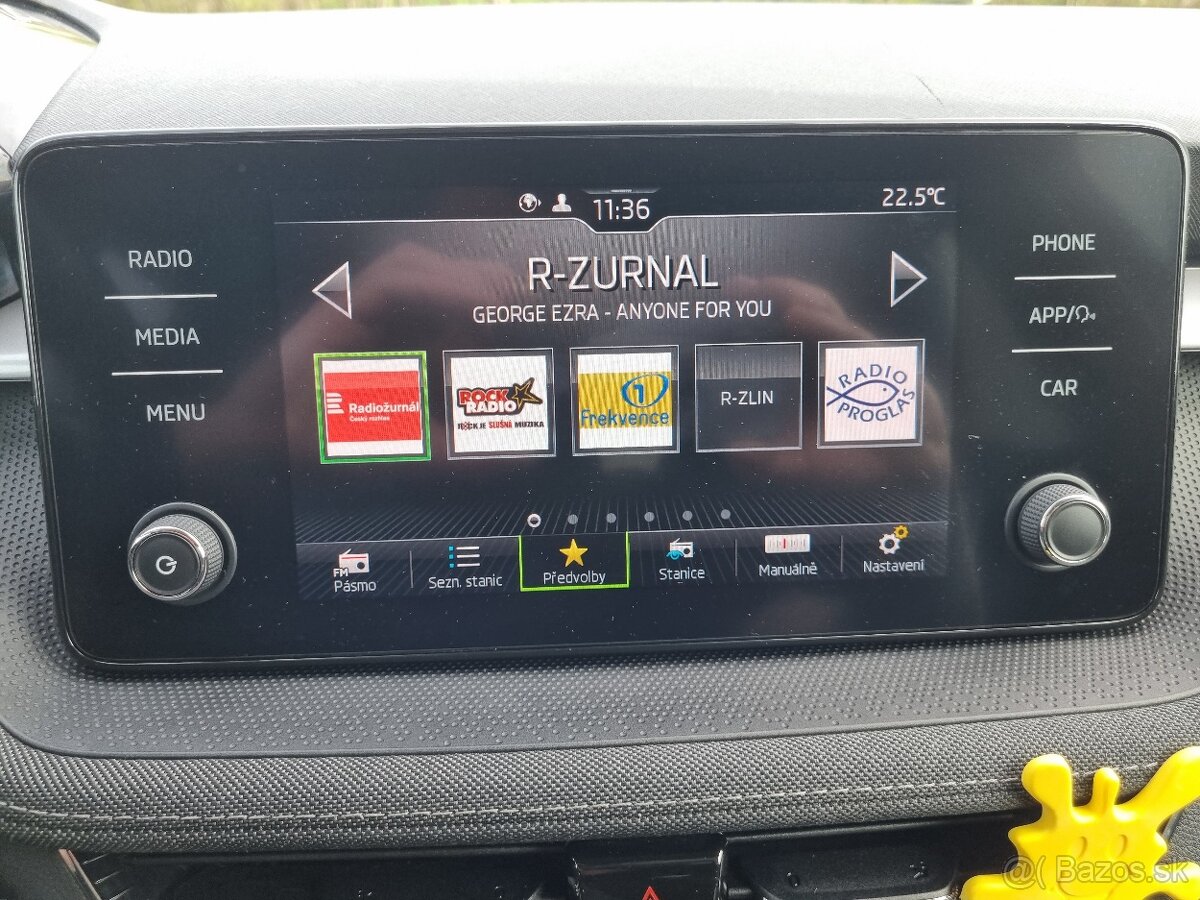 11:36
22.5°C
RADIO
MEDIA
MENU
R-ZURNAL
GEORGE EZRA - ANYONE FOR YOU
Radiožurnál
Český rozhlas
ROCK
RADIO
ROCK JE SLUŠNÁ MUZIKA
1
Frekvence
R-ZLIN
RADIO
PROGLAS
FM
Pásmo
Sezn. stanic
Předvolby
Stanice
Manuálně
Nastavení
PHONE
APP/
CAR
@( Bazos.sk